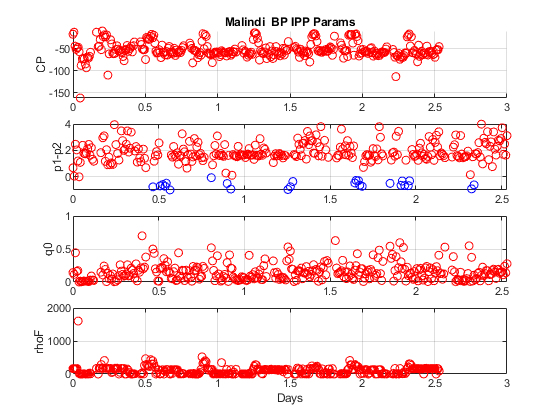 Malindi  BP IPP Params
CP
-50
-100
-150
0 0.5 1 1.5 2 2.5 3
p1-p2
4
2
0
0 0.5 1 1.5 2 2.5
q0
1
0.5
0
0 0.5 1 1.5 2 2.5
rhoF
2000
1000
0
0 0.5 1 1.5 2 2.5 3
Days